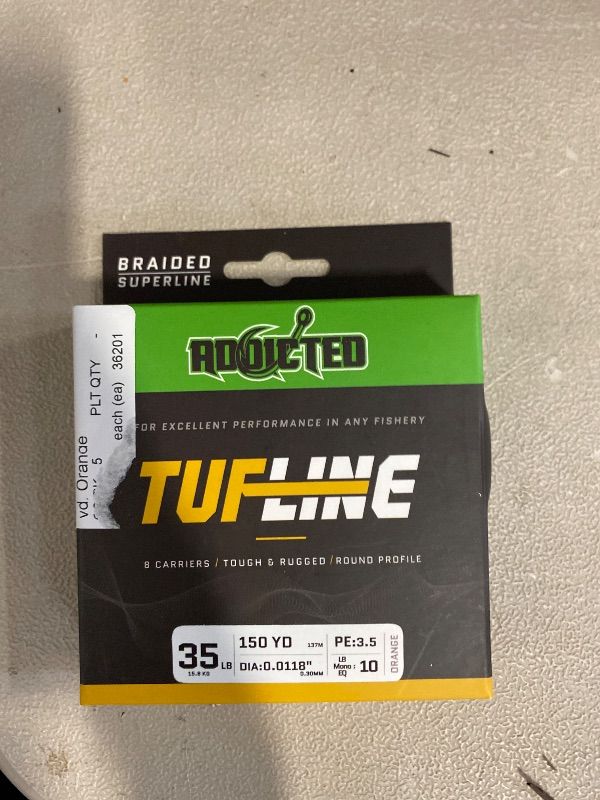 BRAIDED
SUPERLINE
ADDICTED
vd. Orande
PLT QTY -
5
each (ea) 36201
FOR EXCELLENT PERFORMANCE IN ANY FISHERY
TUFLINE
8 CARRIERS / TOUGH & RUGGED / ROUND PROFILE
35 LB
15.8 KG
150 YD 137M
DIA:0.0118"
0.30MM
PE:3.5
LB Mono: EQ 10
ORANGE